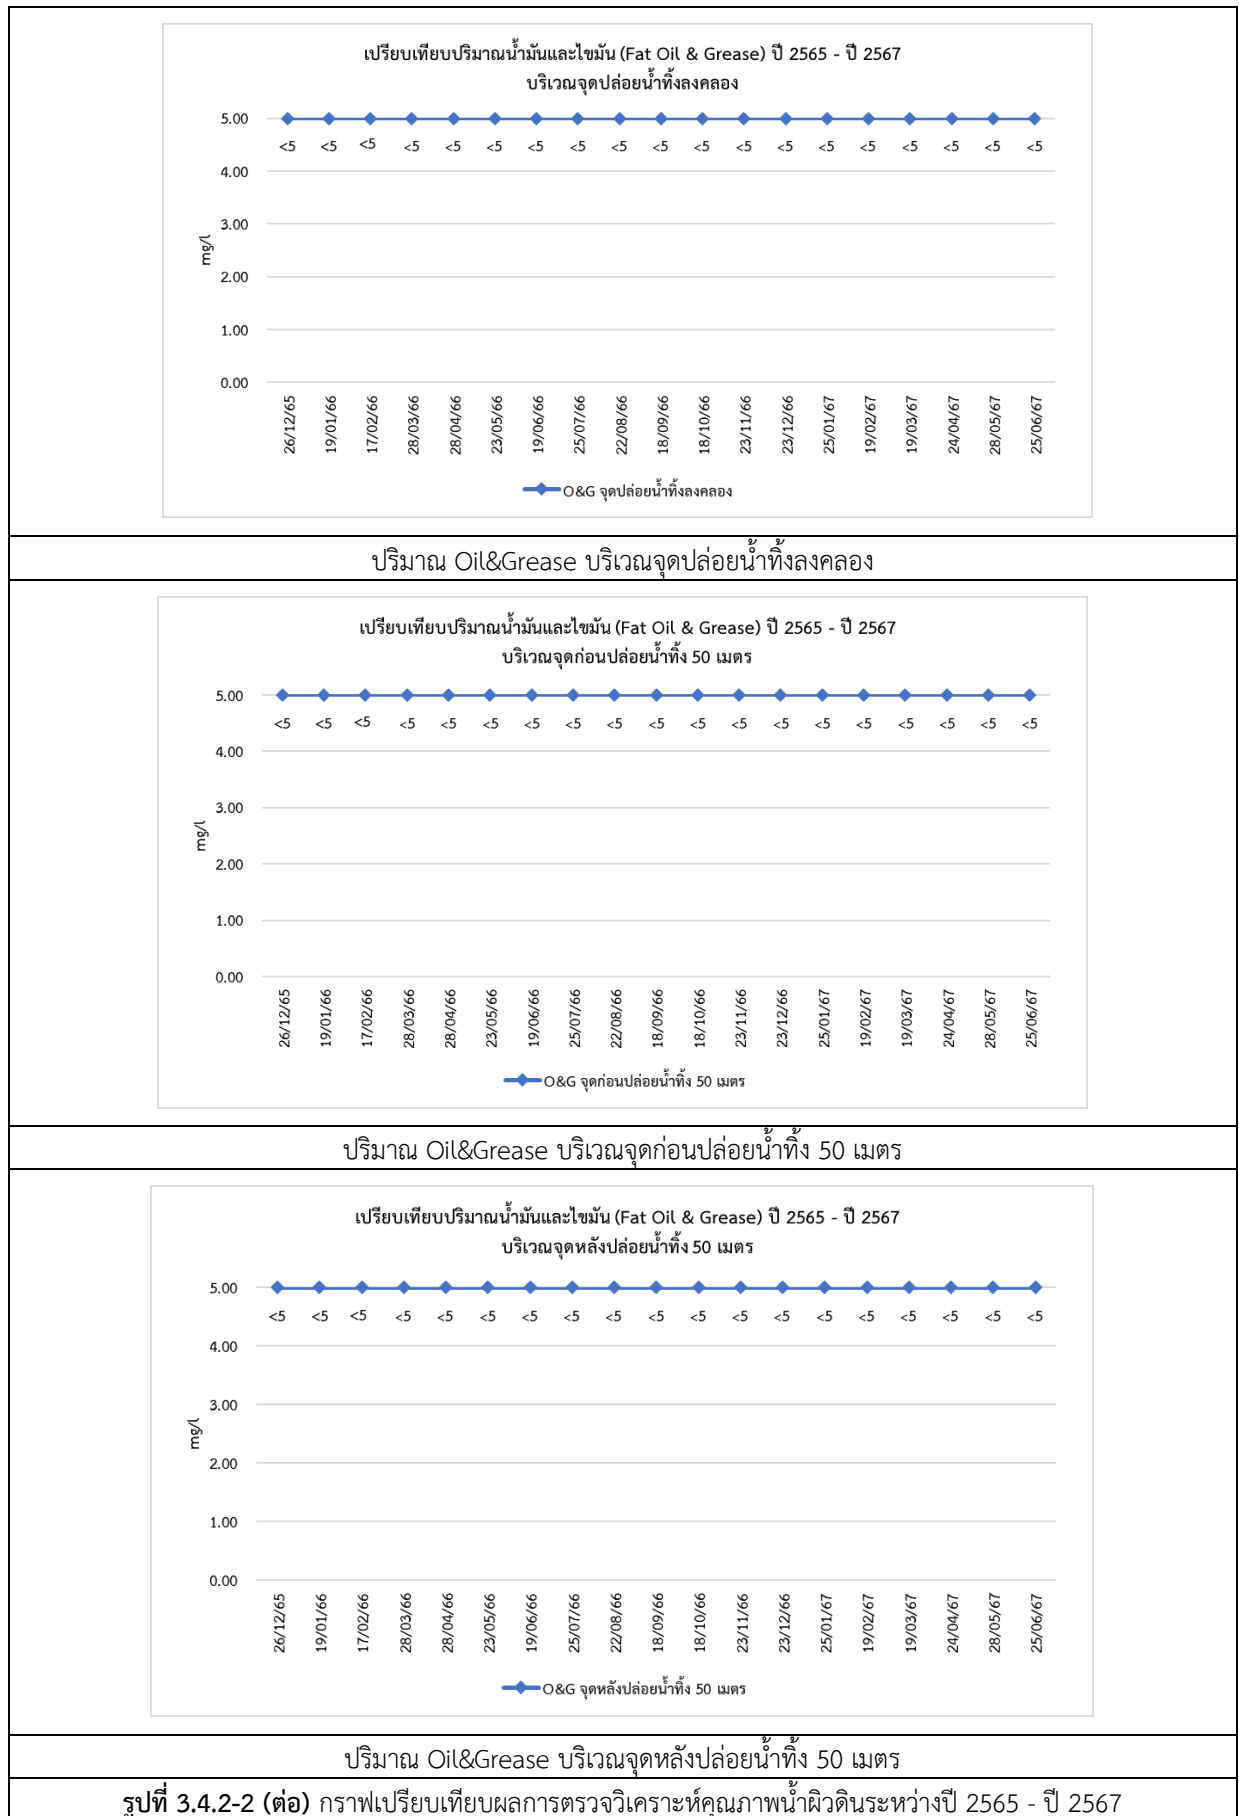 เปรียบเทียบปริมาณน้ำมันและไขมัน (Fat Oil & Grease) ปี 2565 - ปี 2567
บริเวณจุดปล่อยน้ำทิ้งลงคลอง
5.00
<5 <5 <5 <5 <5 <5 <5 <5 <5 <5 <5 <5 <5 <5 <5 <5 <5 <5 <5
4.00
3.00
mg/l
2.00
1.00
0.00
26/12/65 19/01/66 17/02/66 28/03/66 28/04/66 23/05/66 19/06/66 25/07/66 22/08/66 18/09/66 18/10/66 23/11/66 23/12/66 25/01/67 19/02/67 19/03/67 24/04/67 28/05/67 25/06/67
O&G จุดปล่อยน้ำทิ้งลงคลอง
ปริมาณ Oil&Grease บริเวณจุดปล่อยน้ำทิ้งลงคลอง
เปรียบเทียบปริมาณน้ำมันและไขมัน (Fat Oil & Grease) ปี 2565 - ปี 2567
บริเวณจุดก่อนปล่อยน้ำทิ้ง 50 เมตร
5.00
<5 <5 <5 <5 <5 <5 <5 <5 <5 <5 <5 <5 <5 <5 <5 <5 <5 <5 <5
4.00
3.00
mg/l
2.00
1.00
0.00
26/12/65 19/01/66 17/02/66 28/03/66 28/04/66 23/05/66 19/06/66 25/07/66 22/08/66 18/09/66 18/10/66 23/11/66 23/12/66 25/01/67 19/02/67 19/03/67 24/04/67 28/05/67 25/06/67
O&G จุดก่อนปล่อยน้ำทิ้ง 50 เมตร
ปริมาณ Oil&Grease บริเวณจุดก่อนปล่อยน้ำทิ้ง 50 เมตร
เปรียบเทียบปริมาณน้ำมันและไขมัน (Fat Oil & Grease) ปี 2565 - ปี 2567
บริเวณจุดหลังปล่อยน้ำทิ้ง 50 เมตร
5.00
<5 <5 <5 <5 <5 <5 <5 <5 <5 <5 <5 <5 <5 <5 <5 <5 <5 <5 <5
4.00
3.00
mg/l
2.00
1.00
0.00
26/12/65 19/01/66 17/02/66 28/03/66 28/04/66 23/05/66 19/06/66 25/07/66 22/08/66 18/09/66 18/10/66 23/11/66 23/12/66 25/01/67 19/02/67 19/03/67 24/04/67 28/05/67 25/06/67
O&G จุดหลังปล่อยน้ำทิ้ง 50 เมตร
ปริมาณ Oil&Grease บริเวณจุดหลังปล่อยน้ำทิ้ง 50 เมตร
รูปที่ 3.4.2-2 (ต่อ) กราฟเปรียบเทียบผลการตรวจวิเคราะห์คุณภาพน้ำผิวดินระหว่างปี 2565 - ปี 2567